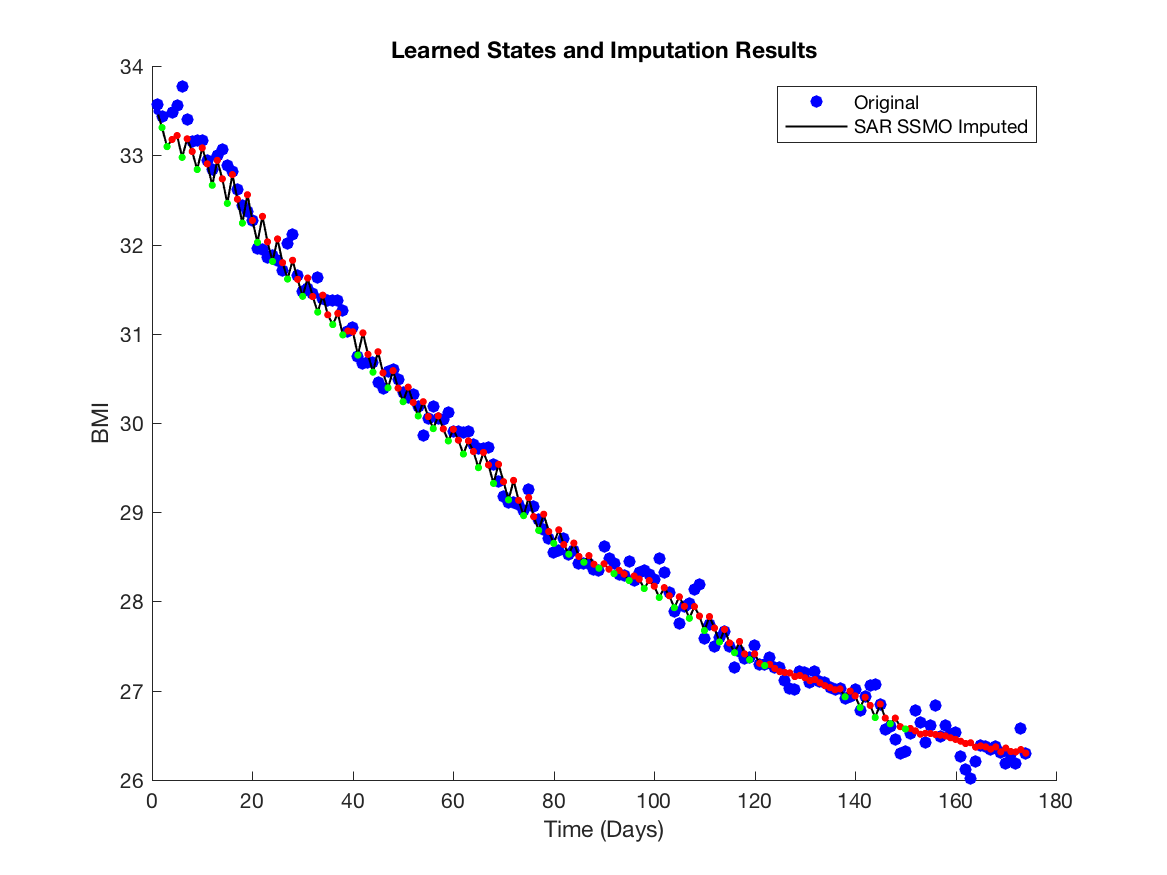 Learned States and Imputation Results
Original
SAR SSMO Imputed
34
33
32
31
30
29
28
27
26
BMI
0 20 40 60 80 100 120 140 160 180
Time (Days)